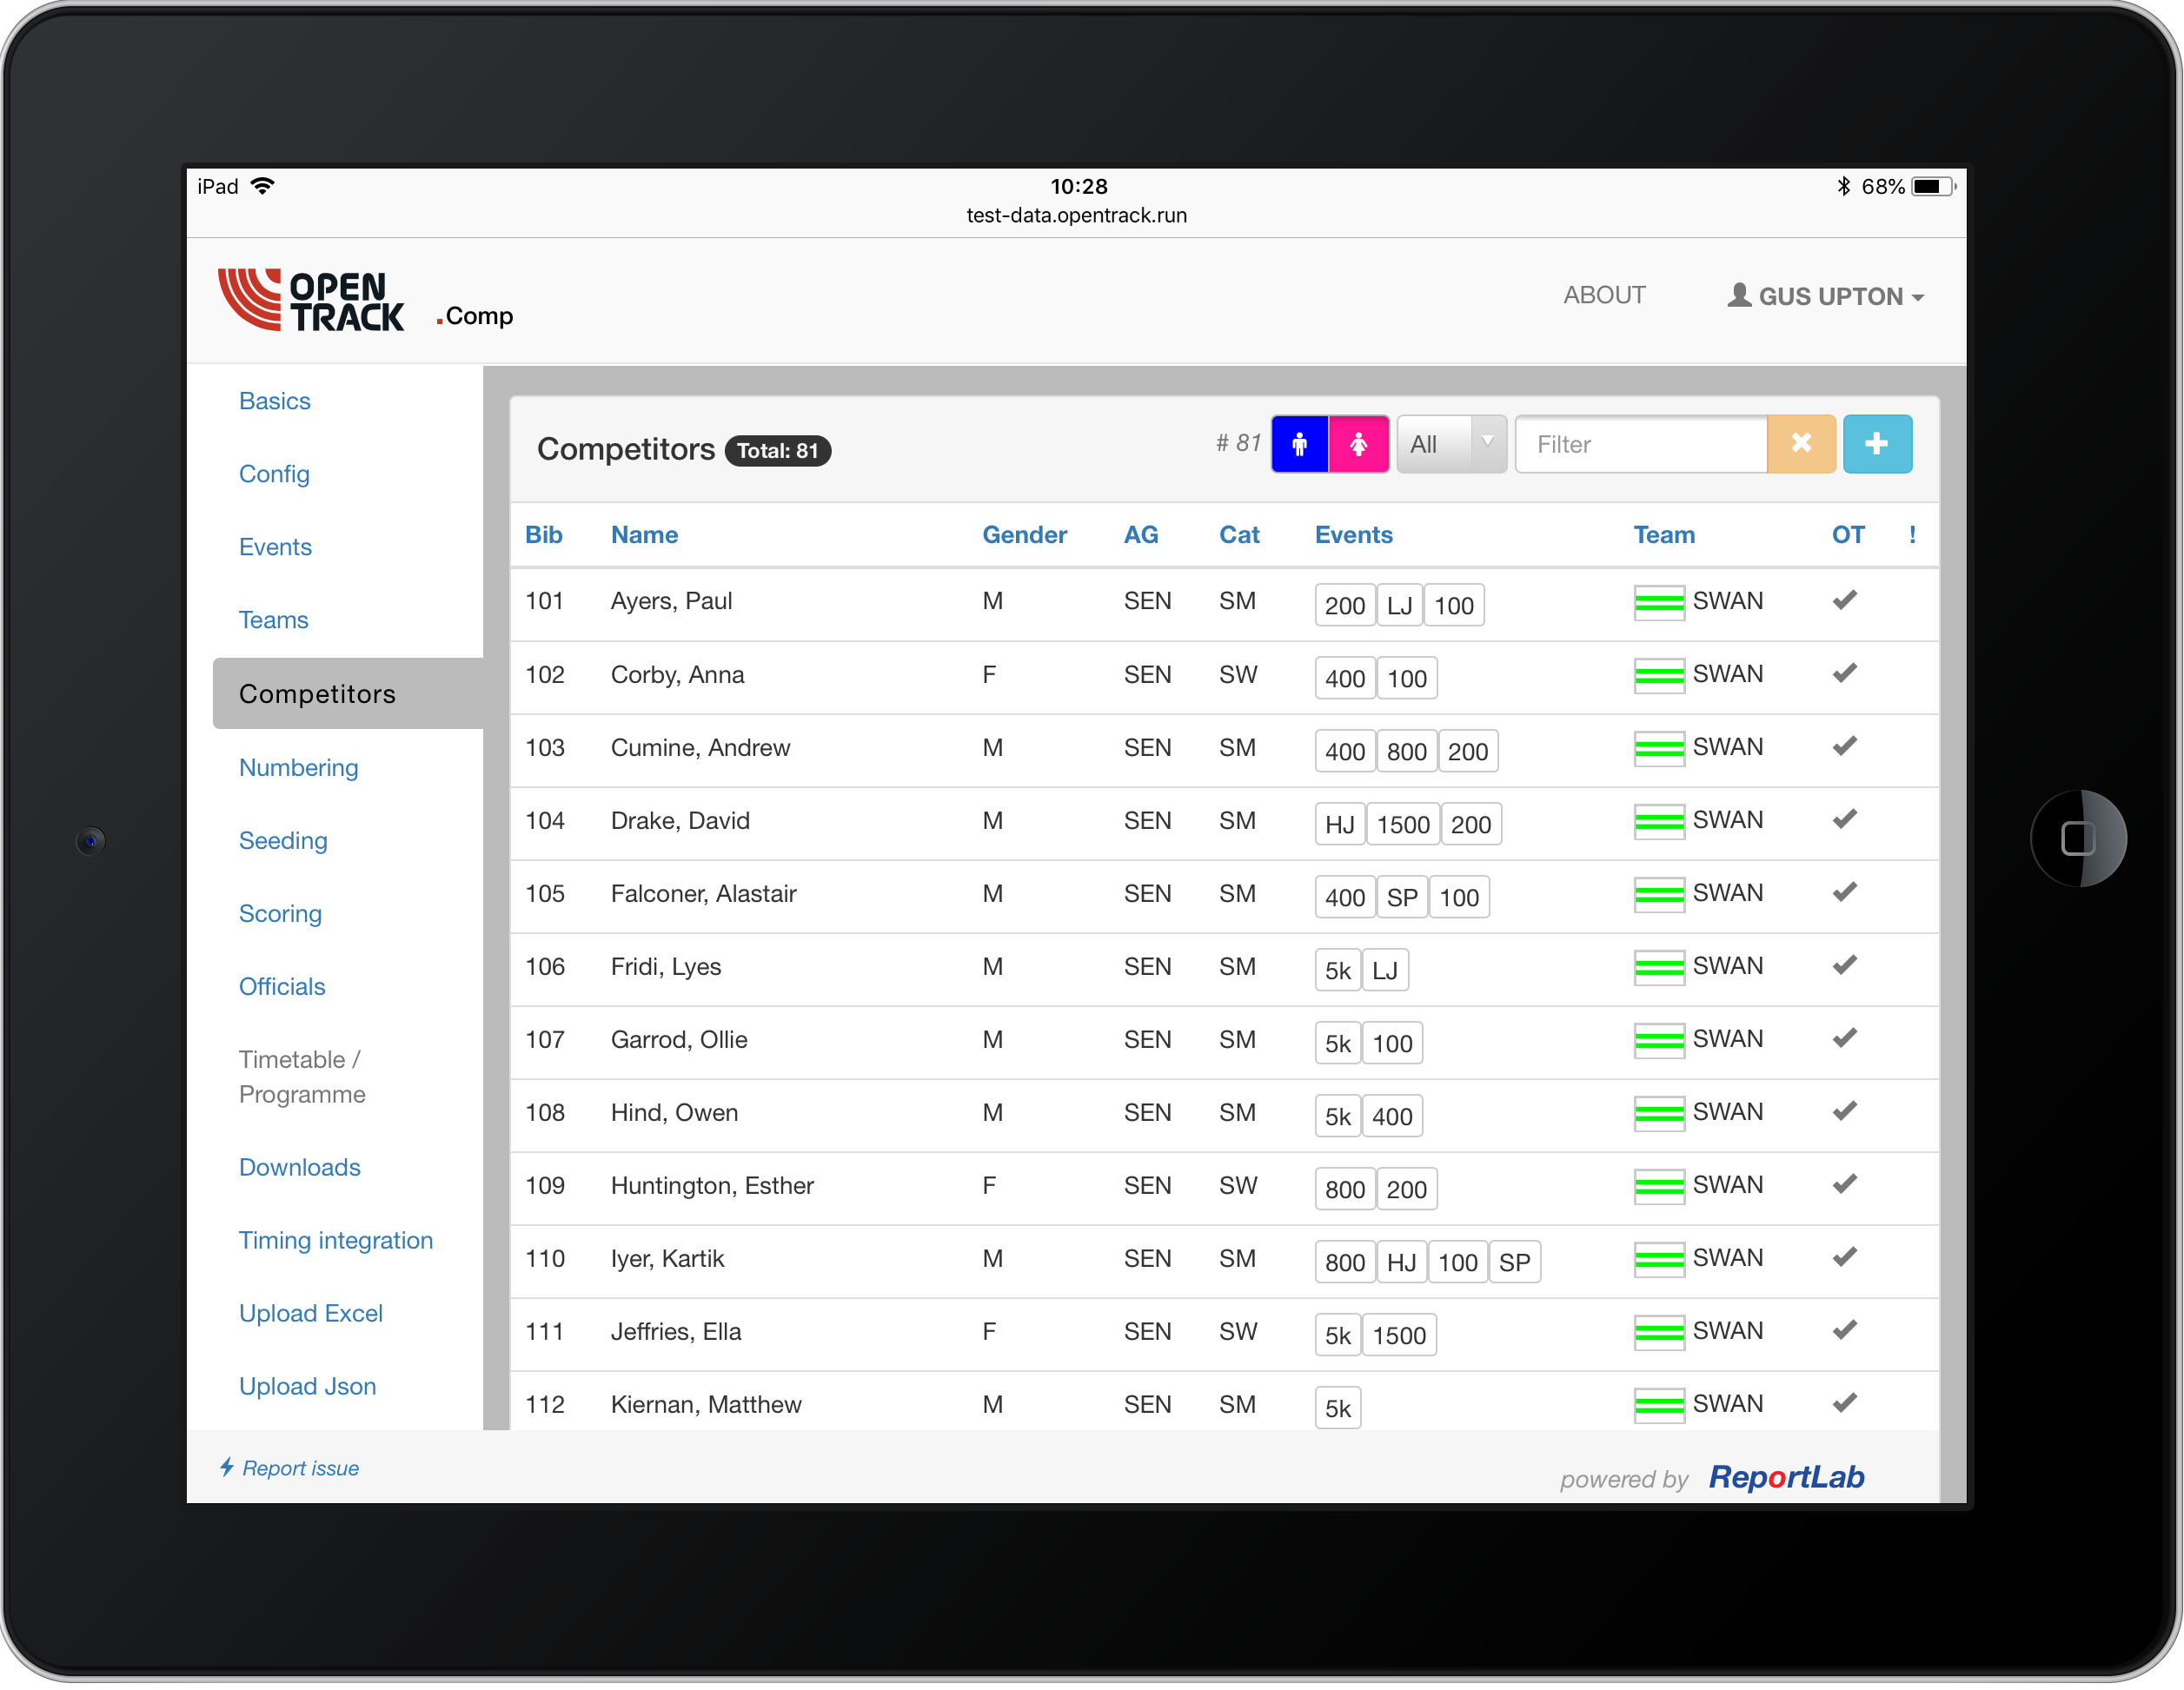 iPad 10:28 68%
test-data.opentrack.run
OPEN
TRACK .Comp ABOUT GUS UPTON
Basics
Config
Events
Teams
Competitors
Numbering
Seeding
Scoring
Officials
Timetable /
Programme
Downloads
Timing integration
Upload Excel
Upload Json
Competitors Total: 81 # 81 All Filter
Bib Name Gender AG Cat Events Team OT !
101 Ayers, Paul M SEN SM 200 LJ 100 SWAN
102 Corby, Anna F SEN SW 400 100 SWAN
103 Cumine, Andrew M SEN SM 400 800 200 SWAN
104 Drake, David M SEN SM HJ 1500 200 SWAN
105 Falconer, Alastair M SEN SM 400 SP 100 SWAN
106 Fridi, Lyes M SEN SM 5k LJ SWAN
107 Garrod, Ollie M SEN SM 5k 100 SWAN
108 Hind, Owen M SEN SM 5k 400 SWAN
109 Huntington, Esther F SEN SW 800 200 SWAN
110 Iyer, Kartik M SEN SM 800 HJ 100 SP SWAN
111 Jeffries, Ella F SEN SW 5k 1500 SWAN
112 Kiernan, Matthew M SEN SM 5k SWAN
Report issue powered by ReportLab